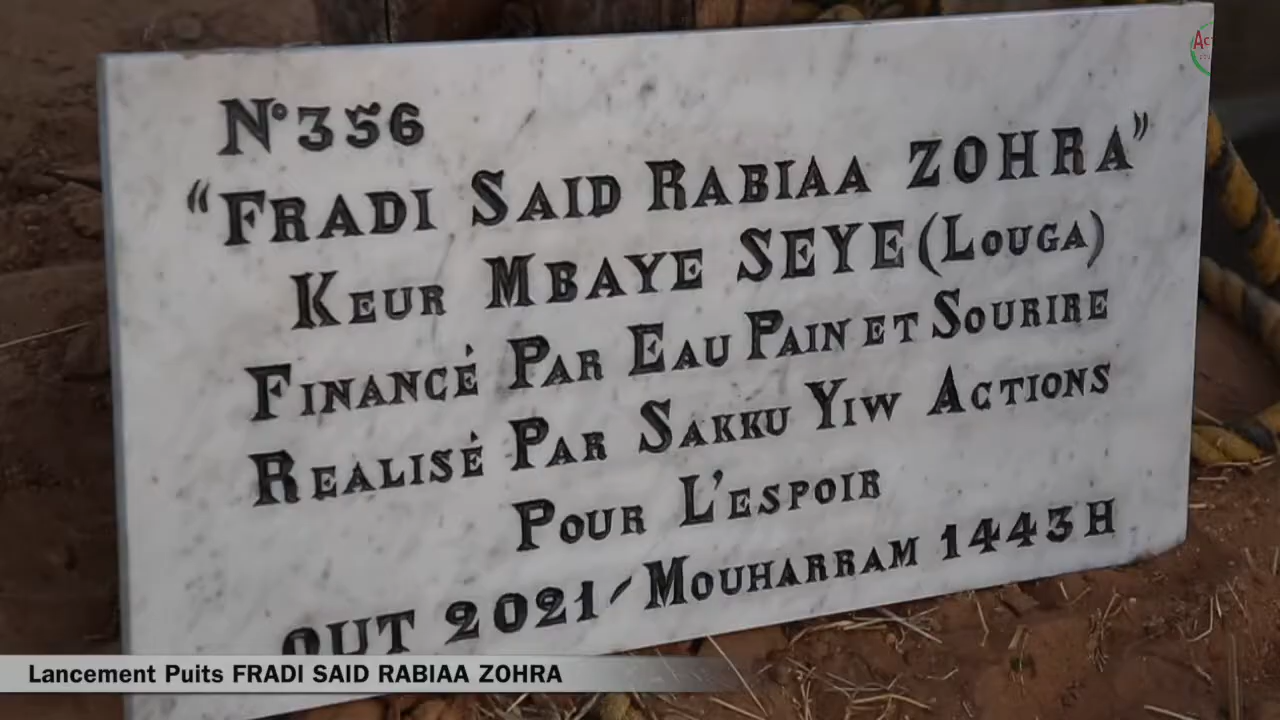 N°356
“FRADI SAID RABIAA ZOHRA”
KEUR MBAYE SEYE (LOUGA)
FINANCÉ PAR EAU PAIN ET SOURIRE
REALISÉ PAR SAKKU YIW ACTIONS
POUR L'ESPOIR
OUT 2021/MOUHARRAM 1443H
Lancement Puits FRADI SAID RABIAA ZOHRA